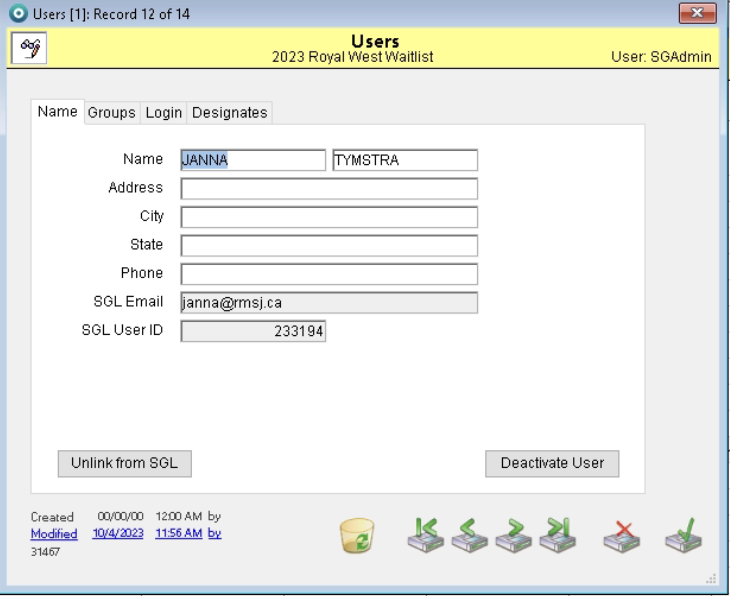 Users [1]: Record 12 of 14
Users
2023 Royal West Waitlist
User: SGAdmin
Name Groups Login Designates
Name JANNA TYMSTRA
Address
City
State
Phone
SGL Email janna@rmsj.ca
SGL User ID 233194
Unlink from SGL Deactivate User
Created 00/00/00 12:00 AM by
Modified 10/4/2023 11:56 AM by
31467